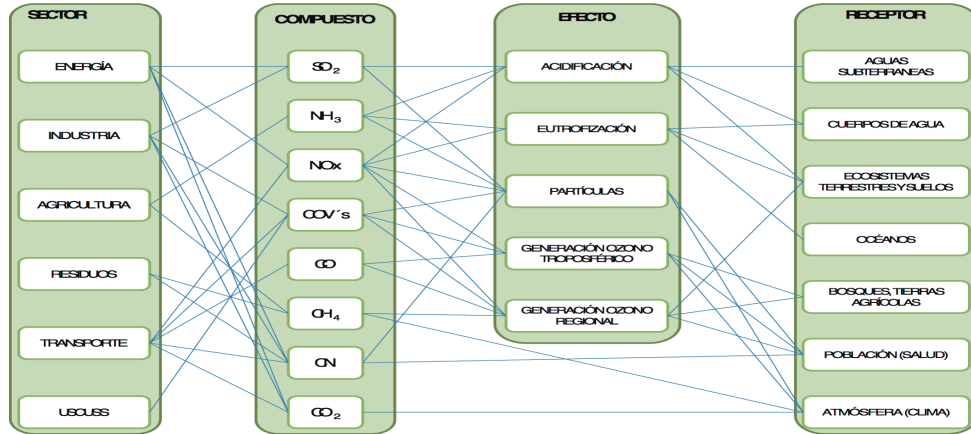 SECTOR
ENERGÍA
INDUSTRIA
AGRICULTURA
RESIDUOS
TRANSPORTE
USCUSS
COMPUESTO
SO₂
NH₃
NOx
COV´s
CO
CH₄
CN
CO₂
EFECTO
ACIDIFICACIÓN
EUTROFIZACIÓN
PARTÍCULAS
GENERACIÓN OZONO
TROPOSFÉRICO
GENERACIÓN OZONO
REGIONAL
RECEPTOR
AGUAS
SUBTERRANEAS
CUERPOS DE AGUA
ECOSISTEMAS
TERRESTRES Y SUELOS
OCÉANOS
BOSQUES, TIERRAS
AGRÍCOLAS
POBLACIÓN (SALUD)
ATMÓSFERA (CLIMA)